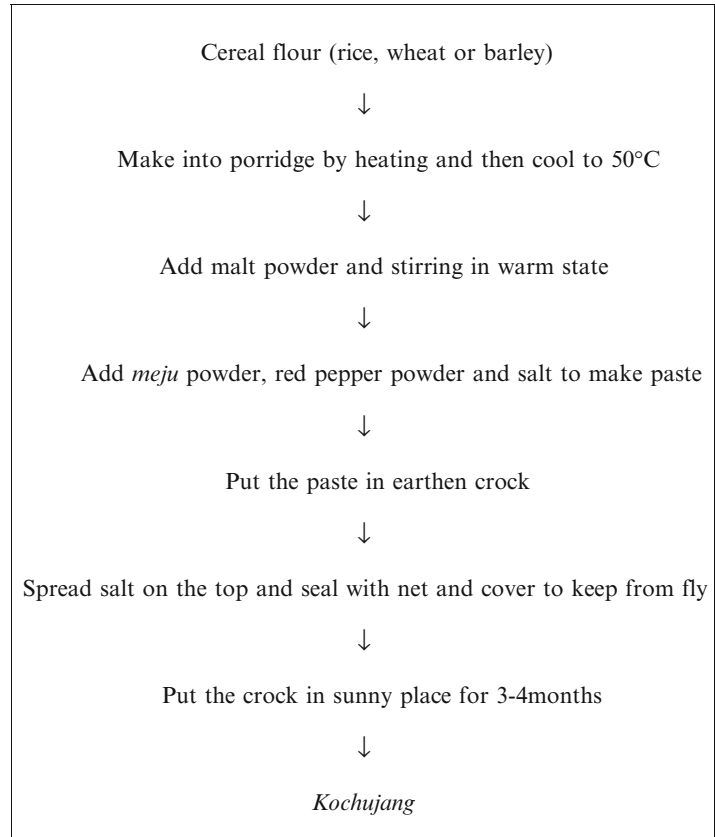 Cereal flour (rice, wheat or barley)
↓
Make into porridge by heating and then cool to 50°C
↓
Add malt powder and stirring in warm state
↓
Add meju powder, red pepper powder and salt to make paste
↓
Put the paste in earthen crock
↓
Spread salt on the top and seal with net and cover to keep from fly
↓
Put the crock in sunny place for 3-4months
↓
Kochujang